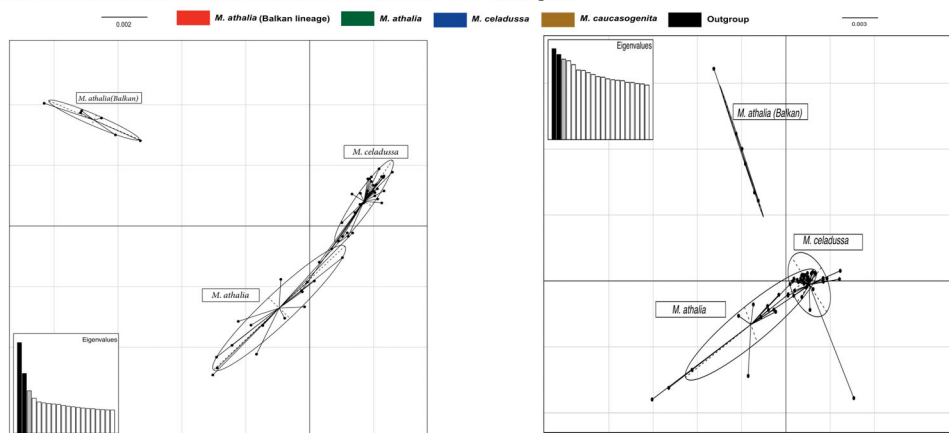 0.002
M. athalia (Balkan lineage)
M. athalia
M. celadussa
M. caucasogenita
Outgroup
0.003
M. athalia(Balkan)
M. celadussa
M. athalia
Eigenvalues
Eigenvalues
M. athalia (Balkan)
M. celadussa
M. athalia